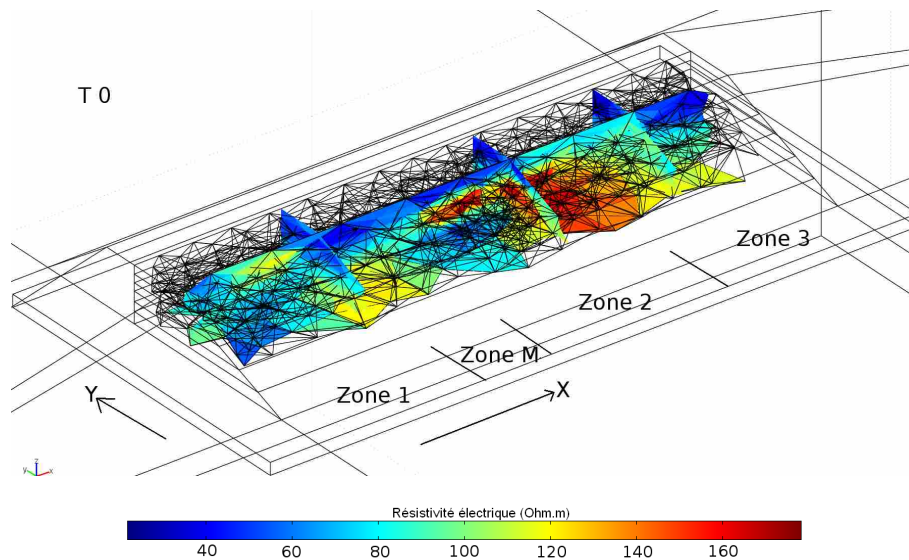 T 0
Zone 3
Zone 2
Zone M
Zone 1
X
Y
z
y
x
Résistivité électrique (Ohm.m)
40 60 80 100 120 140 160